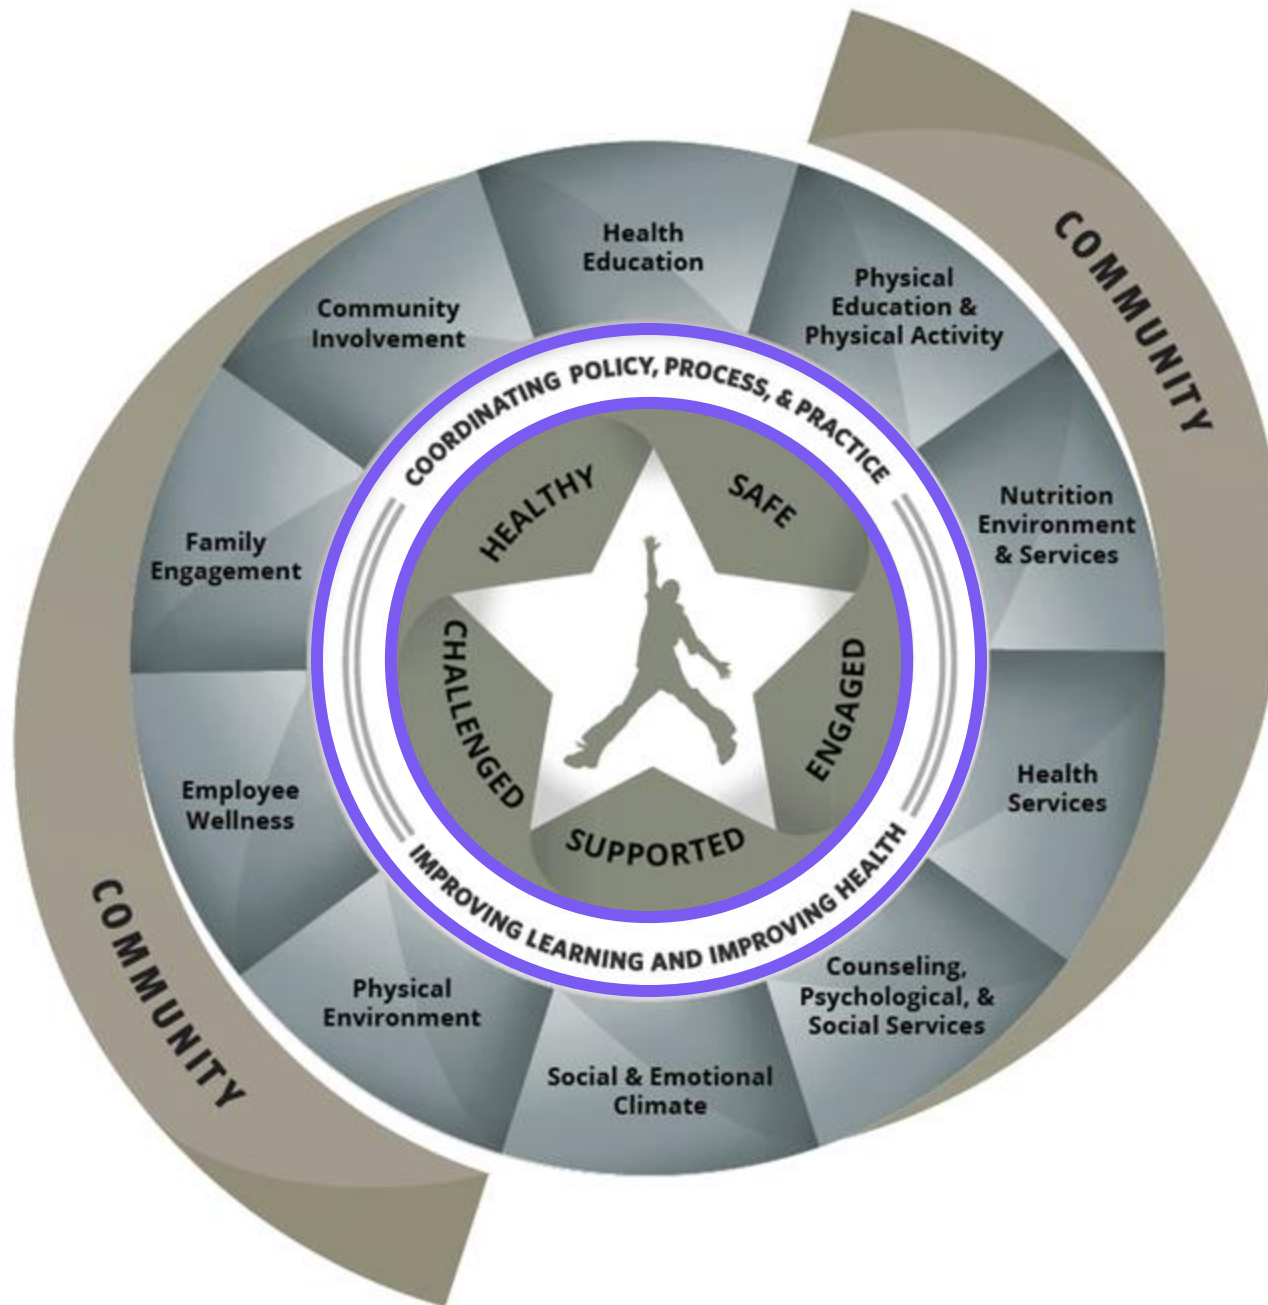 COMMUNITY
Health
Education
Physical
Education &
Physical Activity
Nutrition
Environment
& Services
Health
Services
Counseling,
Psychological, &
Social Services
Social & Emotional
Climate
Physical
Environment
Employee
Wellness
Family
Engagement
Community
Involvement
COORDINATING POLICY, PROCESS, & PRACTICE
IMPROVING LEARNING AND IMPROVING HEALTH
HEALTHY
SAFE
ENGAGED
SUPPORTED
CHALLENGED
COMMUNITY